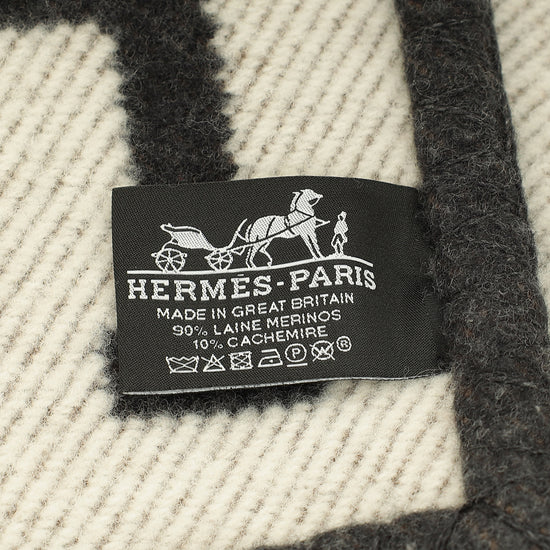 HERMÈS-PARIS
MADE IN GREAT BRITAIN
90% LAINE MERINOS
10% CACHEMIRE
P W ®